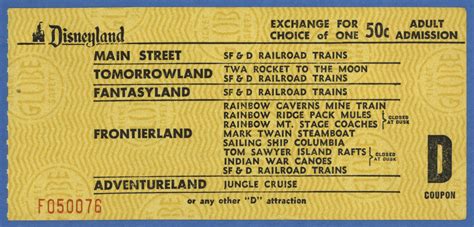 Disneyland
EXCHANGE FOR CHOICE of ONE 50c ADULT ADMISSION
MAIN STREET SF & D RAILROAD TRAINS
TOMORROWLAND TWA ROCKET TO THE MOON
SF & D RAILROAD TRAINS
FANTASYLAND SF & D RAILROAD TRAINS
FRONTIERLAND
RAINBOW CAVERNS MINE TRAIN
RAINBOW RIDGE PACK MULES
RAINBOW MT. STAGE COACHES
CLOSED AT DUSK
MARK TWAIN STEAMBOAT
SAILING SHIP COLUMBIA
TOM SAWYER ISLAND RAFTS
INDIAN WAR CANOES
CLOSED AT DUSK
SF & D RAILROAD TRAINS
ADVENTURELAND JUNGLE CRUISE
or any other "D" attraction
F050076
D
COUPON
GLOBE